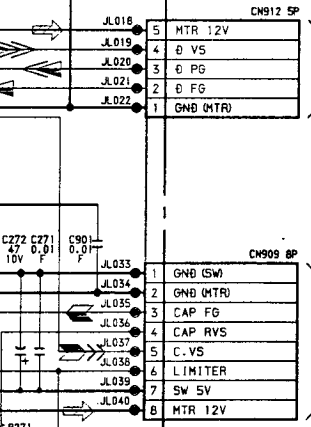 CN912 5P
JL018 5 MTR 12V
JL019 4 D VS
JL020 3 D PG
JL021 2 D FG
JL022 1 GND (MTR)
C272 C271 C901
47 0.01 0.01
10V F F
CN909 8P
JL033 1 GND (SW)
JL034 2 GND (MTR)
JL035 3 CAP FG
JL036 4 CAP RVS
JL037 5 C.VS
JL038 6 LIMITER
JL039 7 SW 5V
JL040 8 MTR 12V